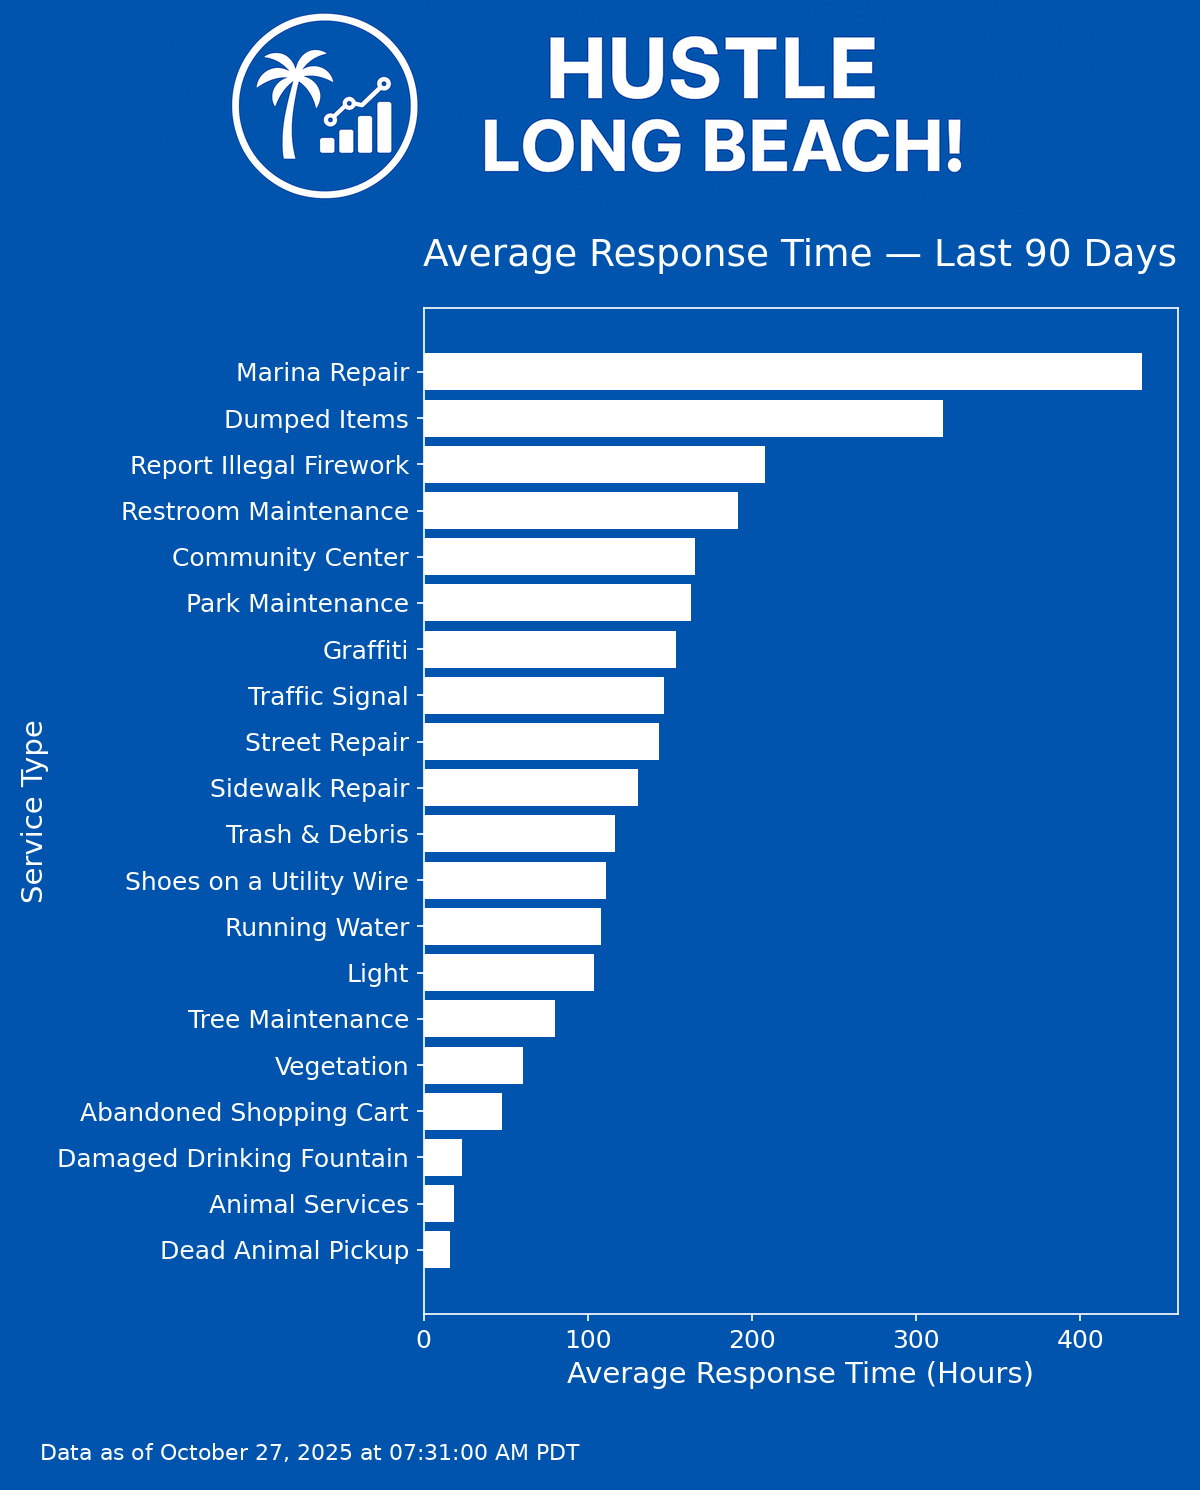 HUSTLE
LONG BEACH!
Average Response Time — Last 90 Days
Service Type
Marina Repair
Dumped Items
Report Illegal Firework
Restroom Maintenance
Community Center
Park Maintenance
Graffiti
Traffic Signal
Street Repair
Sidewalk Repair
Trash & Debris
Shoes on a Utility Wire
Running Water
Light
Tree Maintenance
Vegetation
Abandoned Shopping Cart
Damaged Drinking Fountain
Animal Services
Dead Animal Pickup
0 100 200 300 400
Average Response Time (Hours)
Data as of October 27, 2025 at 07:31:00 AM PDT